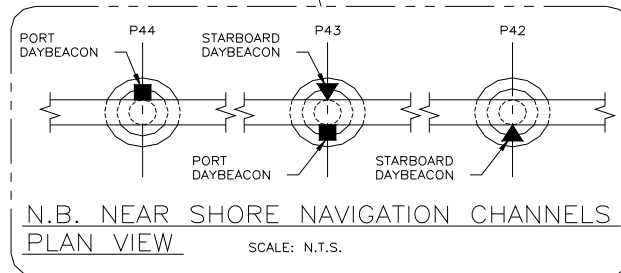 P44
P43
P42
PORT
DAYBEACON
STARBOARD
DAYBEACON
PORT
DAYBEACON
STARBOARD
DAYBEACON
N.B. NEAR SHORE NAVIGATION CHANNELS
PLAN VIEW
SCALE: N.T.S.